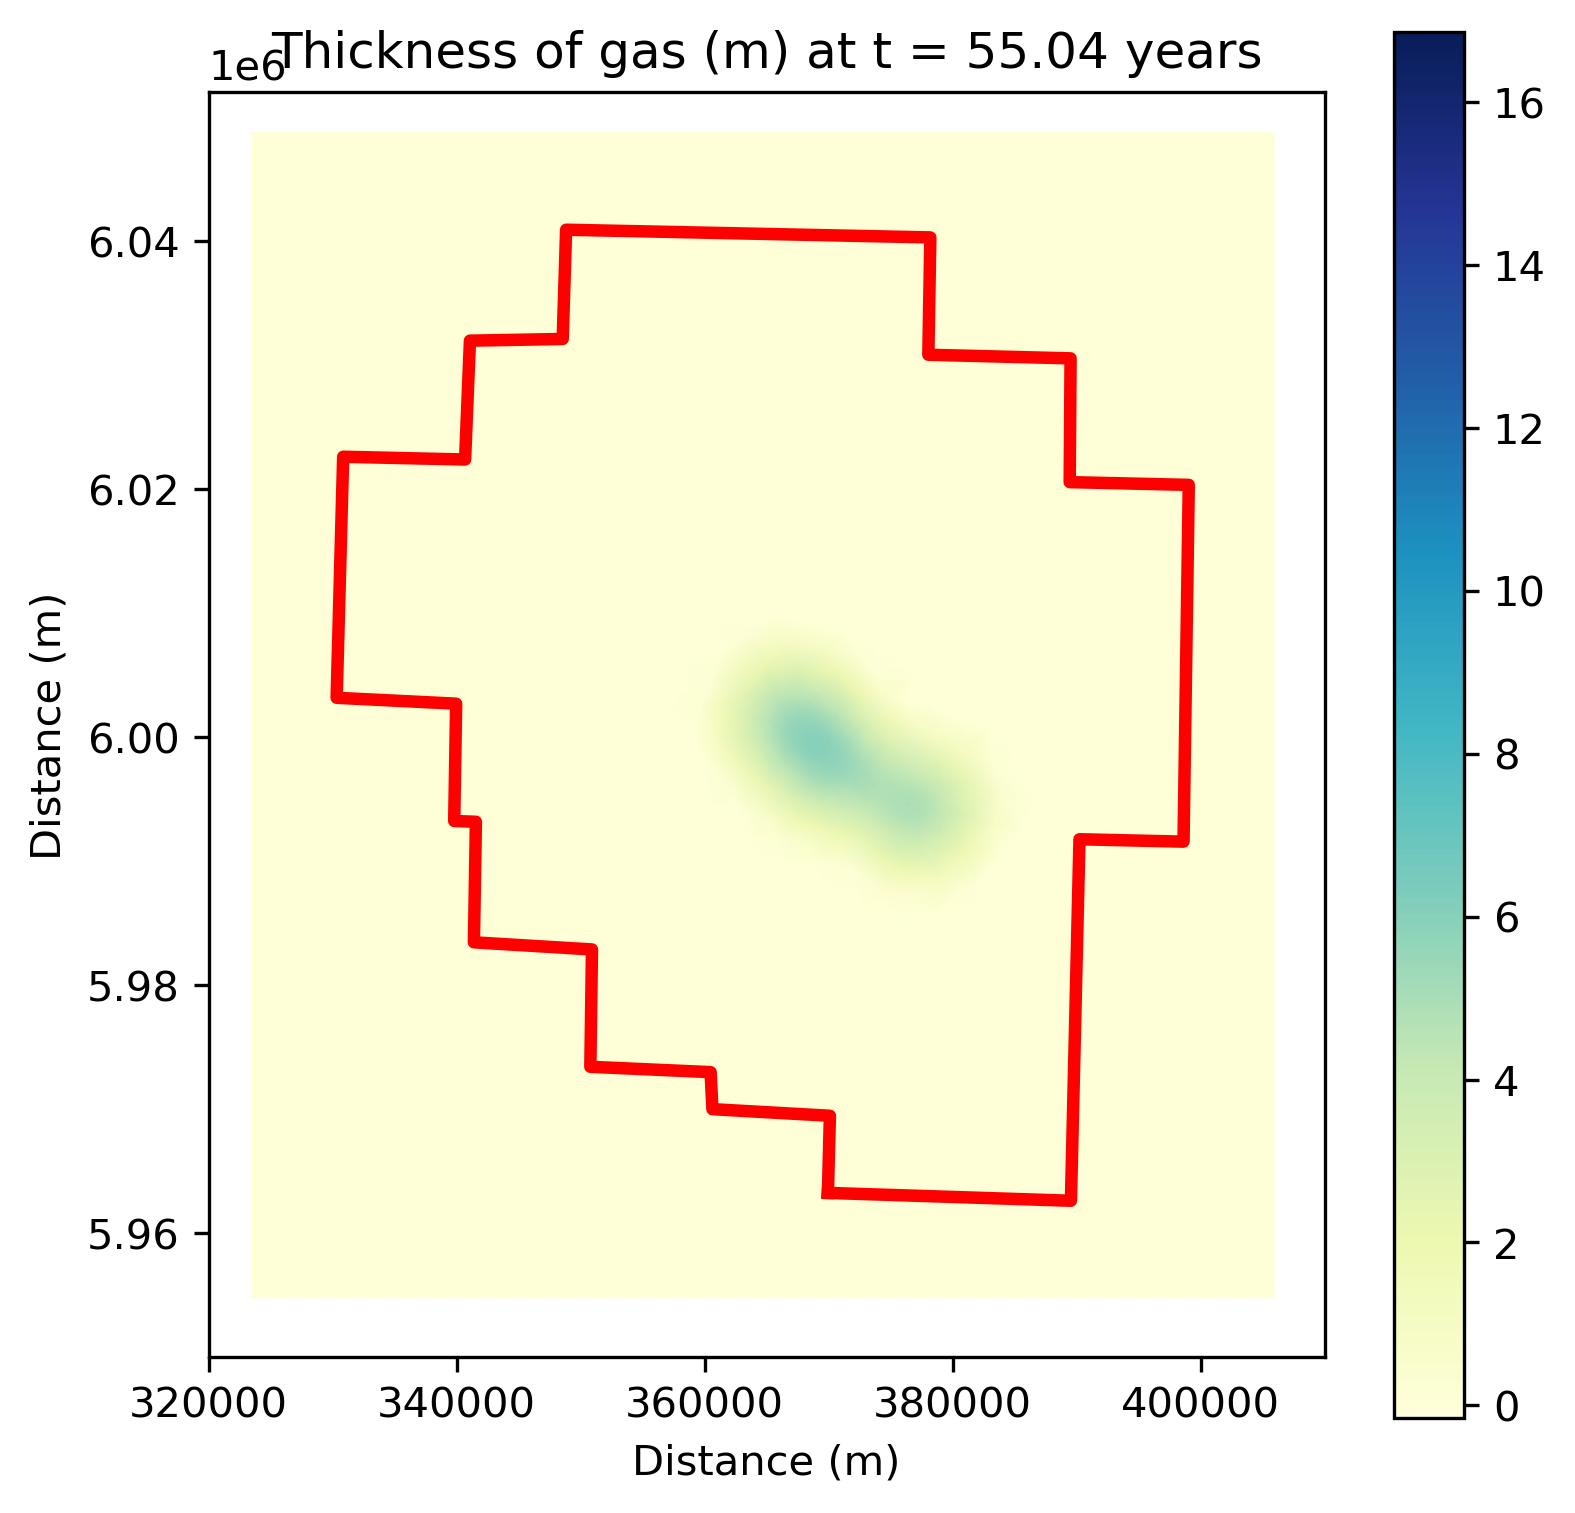 Thickness of gas (m) at t = 55.04 years
1e6
6.04
6.02
6.00
5.98
5.96
Distance (m)
320000 340000 360000 380000 400000
Distance (m)
16
14
12
10
8
6
4
2
0